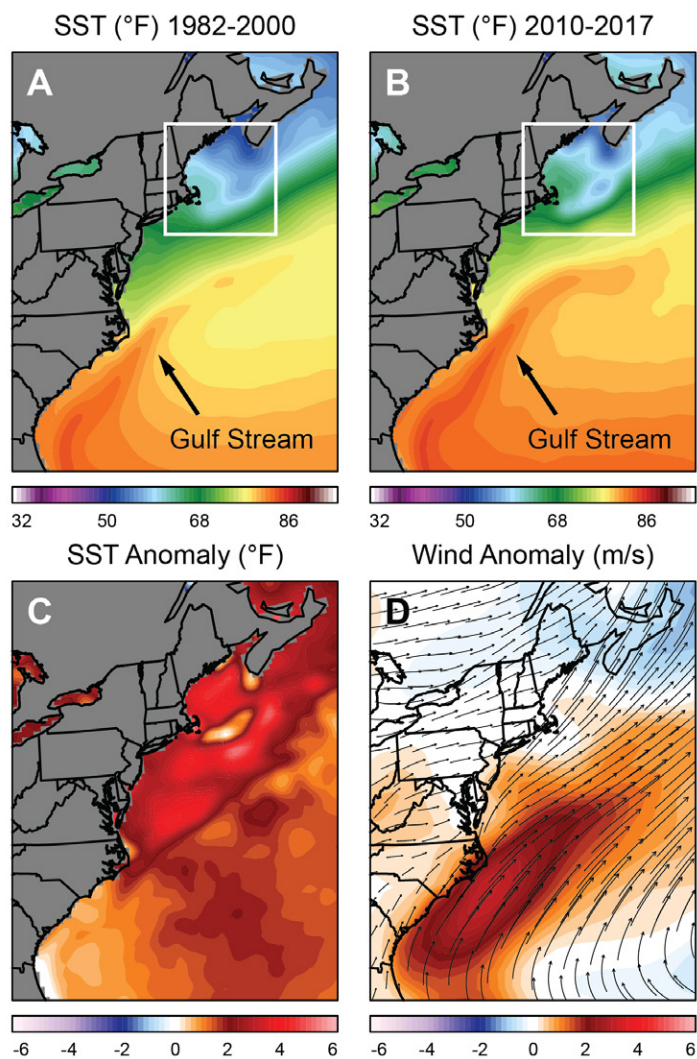 SST (°F) 1982-2000
SST (°F) 2010-2017
A
B
Gulf Stream
Gulf Stream
32 50 68 86
32 50 68 86
SST Anomaly (°F)
Wind Anomaly (m/s)
C
D
-6 -4 -2 0 2 4 6
-6 -4 -2 0 2 4 6